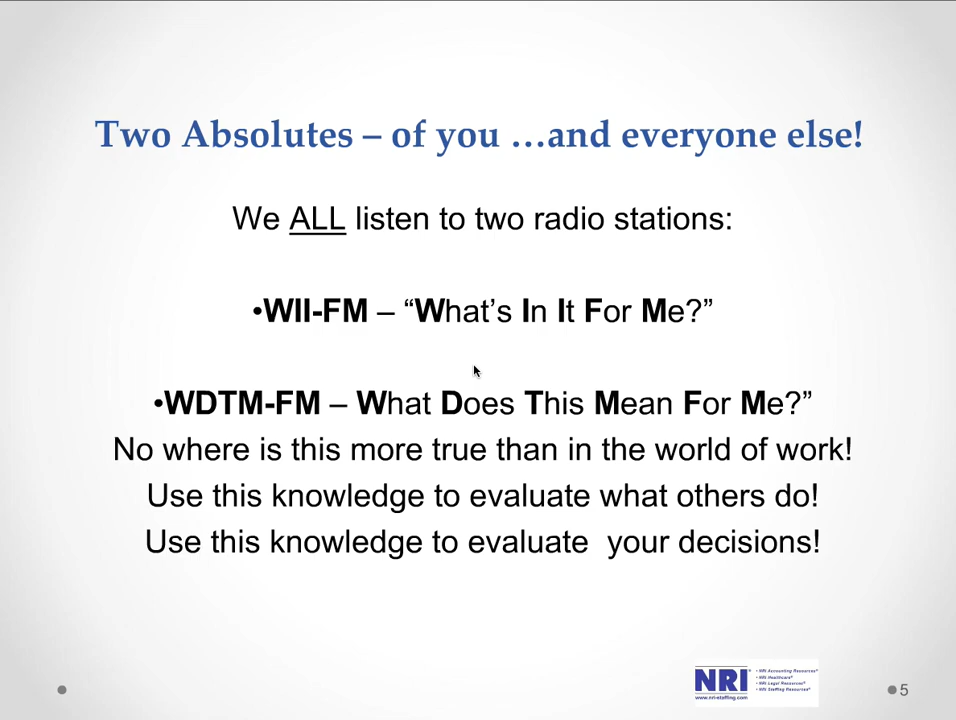 Two Absolutes – of you …and everyone else!
We ALL listen to two radio stations:
•WII-FM – “What’s In It For Me?”
•WDTM-FM – What Does This Mean For Me?”
No where is this more true than in the world of work!
Use this knowledge to evaluate what others do!
Use this knowledge to evaluate  your decisions!
NRI®
• NRI Accounting Resources®
• NRI Healthcare®
• NRI Legal Resources®
• NRI Staffing Resources®
www.nri-staffing.com
5